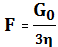 F = G₀ / 3η